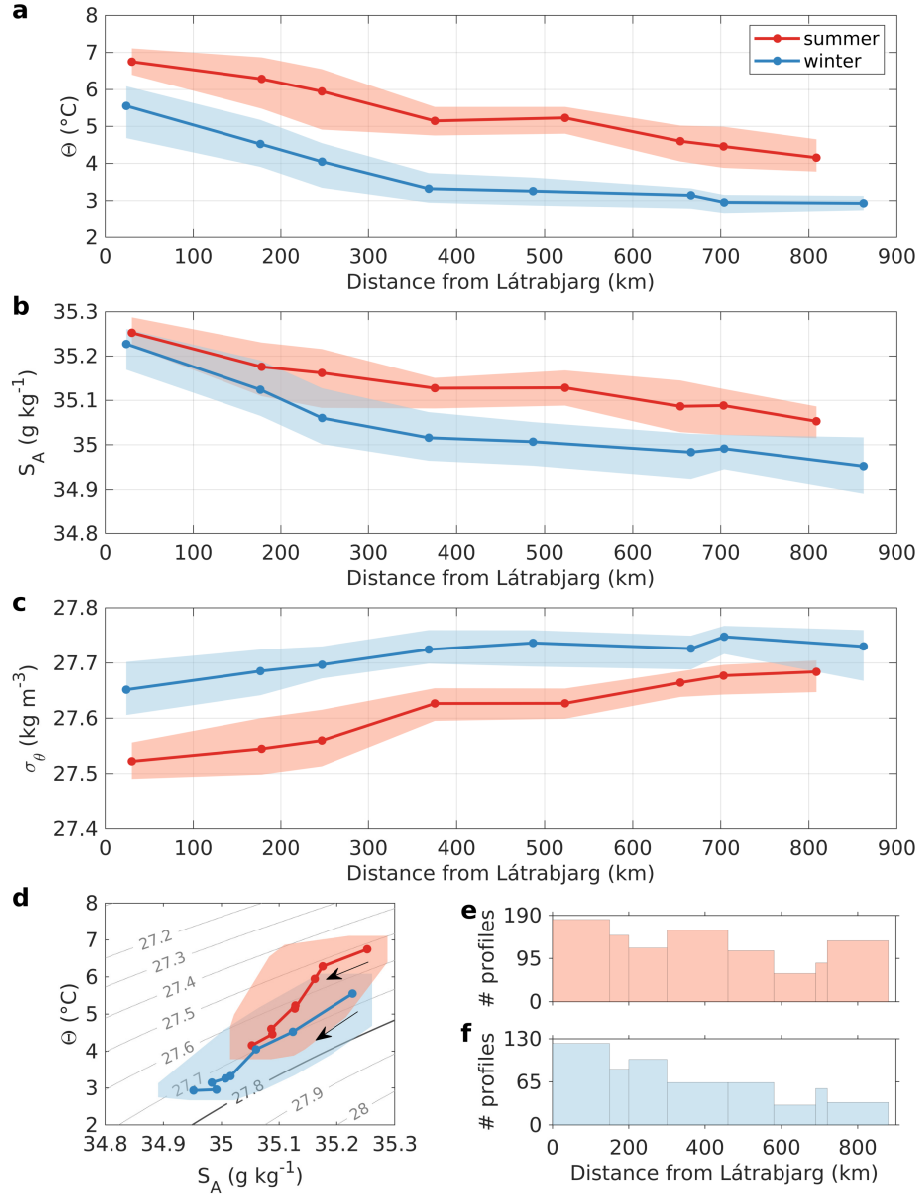 a
8
7
6
5
4
3
2
Θ (°C)
summer
winter
0 100 200 300 400 500 600 700 800 900
Distance from Látrabjarg (km)
b
35.3
35.2
35.1
35
34.9
34.8
S_A (g kg⁻¹)
0 100 200 300 400 500 600 700 800 900
Distance from Látrabjarg (km)
c
27.8
27.7
27.6
27.5
27.4
σ_θ (kg m⁻³)
0 100 200 300 400 500 600 700 800 900
Distance from Látrabjarg (km)
d
8
7
6
5
4
3
2
Θ (°C)
27.2
27.3
27.4
27.5
27.6
27.7
27.8
27.9
28
34.8 34.9 35 35.1 35.2 35.3
S_A (g kg⁻¹)
e
190
95
0
# profiles
0 200 400 600 800
f
130
65
0
# profiles
0 200 400 600 800
Distance from Látrabjarg (km)